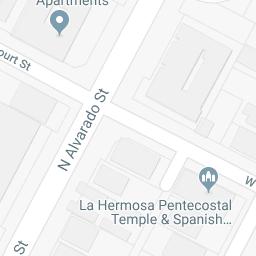 Apartments
ourt St
N Alvarado St
W
La Hermosa Pentecostal
Temple & Spanish...
St